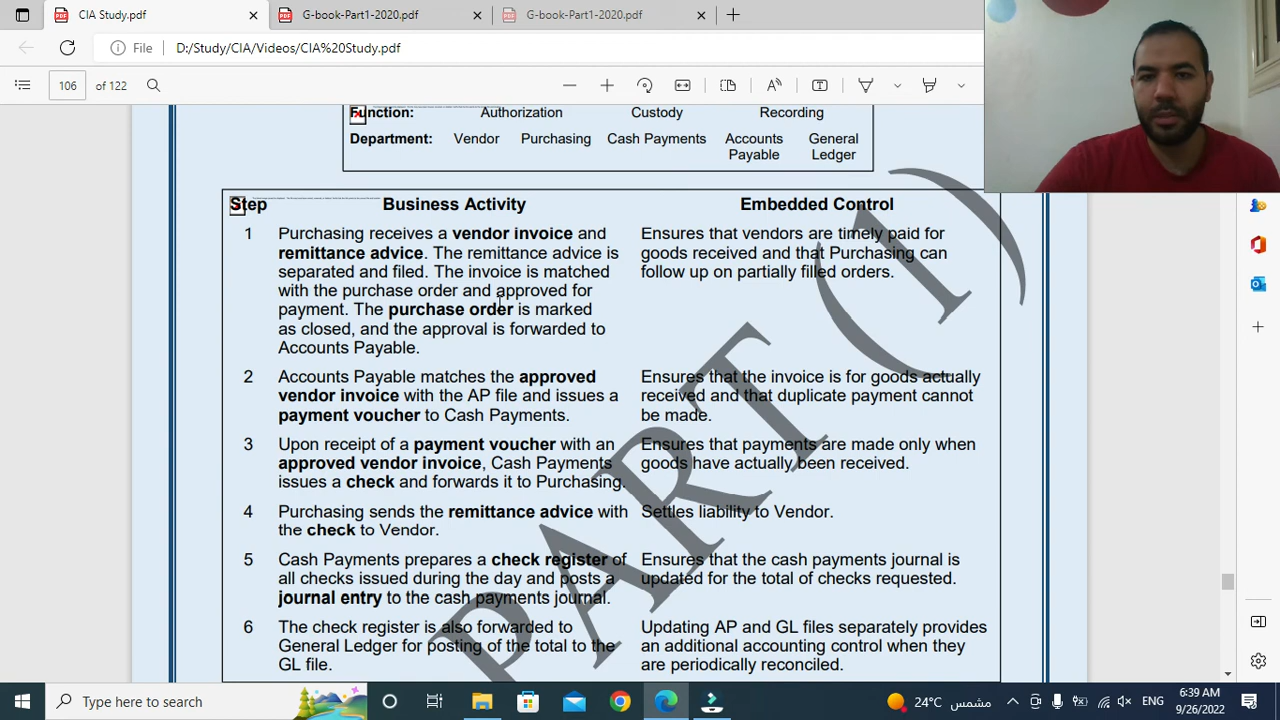 CIA Study.pdf
G-book-Part1-2020.pdf
G-book-Part1-2020.pdf
File
D:/Study/CIA/Videos/CIA%20Study.pdf
106 of 122
Function: Authorization Custody Recording
Department: Vendor Purchasing Cash Payments Accounts Payable General Ledger
Step Business Activity Embedded Control
1 Purchasing receives a vendor invoice and
remittance advice. The remittance advice is
separated and filed. The invoice is matched
with the purchase order and approved for
payment. The purchase order is marked
as closed, and the approval is forwarded to
Accounts Payable.
Ensures that vendors are timely paid for
goods received and that Purchasing can
follow up on partially filled orders.
2 Accounts Payable matches the approved
vendor invoice with the AP file and issues a
payment voucher to Cash Payments.
Ensures that the invoice is for goods actually
received and that duplicate payment cannot
be made.
3 Upon receipt of a payment voucher with an
approved vendor invoice, Cash Payments
issues a check and forwards it to Purchasing.
Ensures that payments are made only when
goods have actually been received.
4 Purchasing sends the remittance advice with
the check to Vendor.
Settles liability to Vendor.
5 Cash Payments prepares a check register of
all checks issued during the day and posts a
journal entry to the cash payments journal.
Ensures that the cash payments journal is
updated for the total of checks requested.
6 The check register is also forwarded to
General Ledger for posting of the total to the
GL file.
Updating AP and GL files separately provides
an additional accounting control when they
are periodically reconciled.
PART (1)
Type here to search
24°C مشمس
6:39 AM
9/26/2022